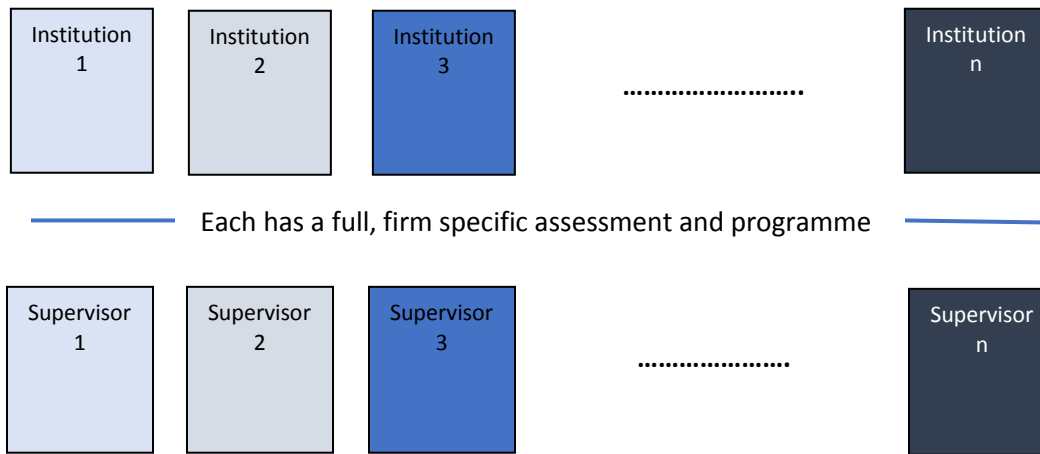 Institution
1
Institution
2
Institution
3
……………………..
Institution
n
Each has a full, firm specific assessment and programme
Supervisor
1
Supervisor
2
Supervisor
3
………………….
Supervisor
n